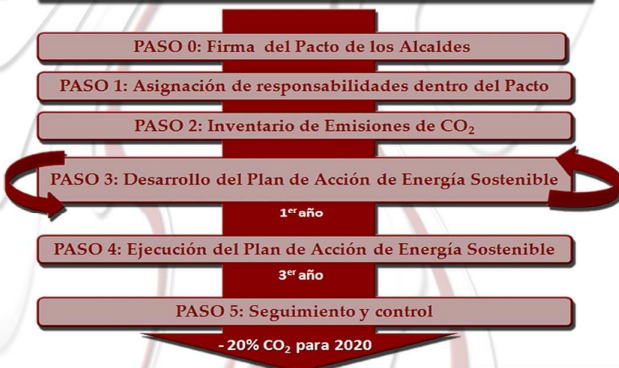 PASO 0: Firma del Pacto de los Alcaldes
PASO 1: Asignación de responsabilidades dentro del Pacto
PASO 2: Inventario de Emisiones de CO₂
PASO 3: Desarrollo del Plan de Acción de Energía Sostenible
1er año
PASO 4: Ejecución del Plan de Acción de Energía Sostenible
3er año
PASO 5: Seguimiento y control
- 20% CO₂ para 2020